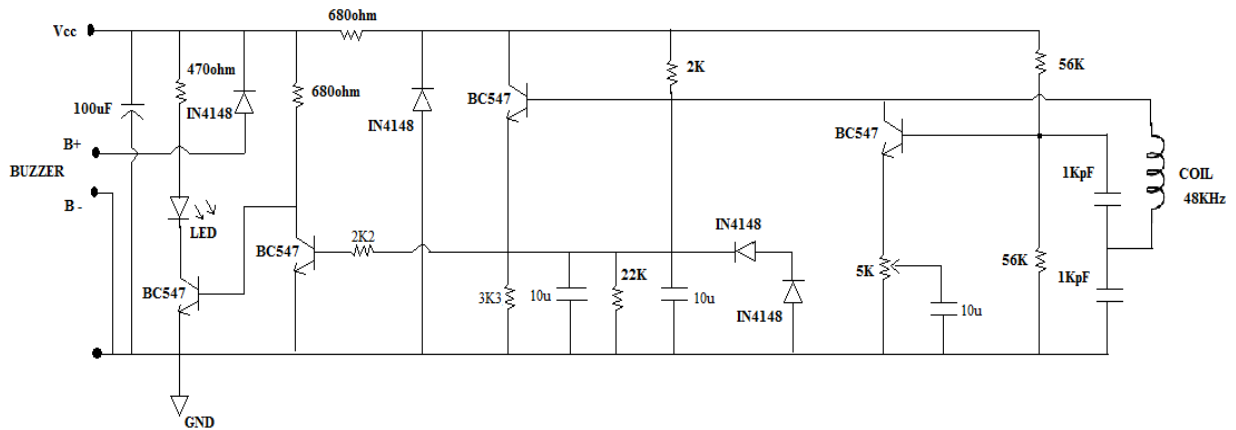 680ohm
Vcc
470ohm
2K
56K
680ohm
100uF
IN4148
BC547
IN4148
BC547
B+
BUZZER
B -
1KpF
COIL
48KHz
LED
BC547
2K2
IN4148
22K
5K
56K
BC547
3K3
10u
10u
IN4148
10u
1KpF
GND